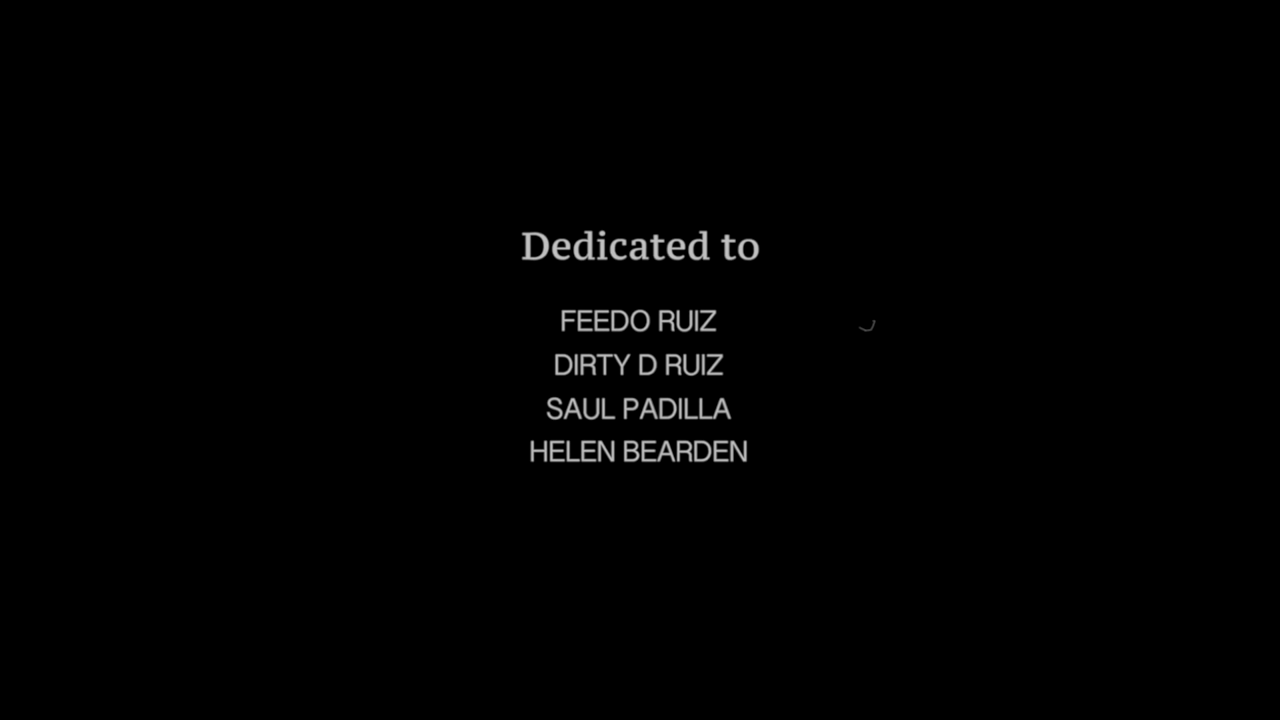 Dedicated to
FEEDO RUIZ
DIRTY D RUIZ
SAUL PADILLA
HELEN BEARDEN